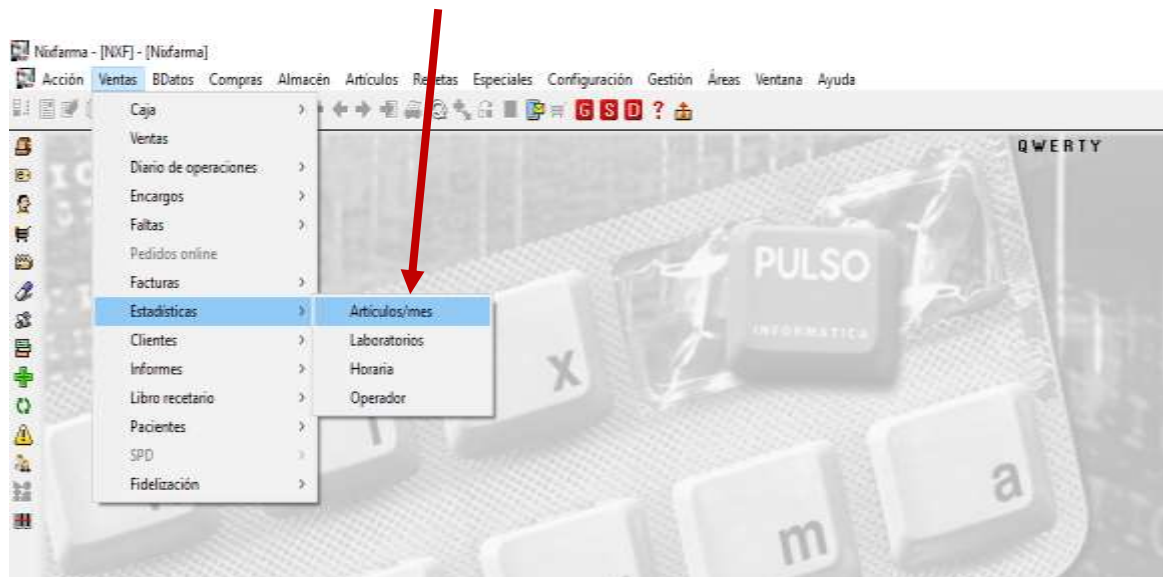 Nixfarma - [NXF] - [Nixfarma]
Acción Ventas BDatos Compras Almacén Artículos Recetas Especiales Configuración Gestión Áreas Ventana Ayuda
G S D ?
Caja
Ventas
Diario de operaciones
Encargos
Faltas
Pedidos online
Facturas
Estadísticas
Clientes
Informes
Libro recetario
Pacientes
SPD
Fidelización
Artículos/mes
Laboratorios
Horaria
Operador
QWERTY
PULSO
INFORMATICA
x
a
m